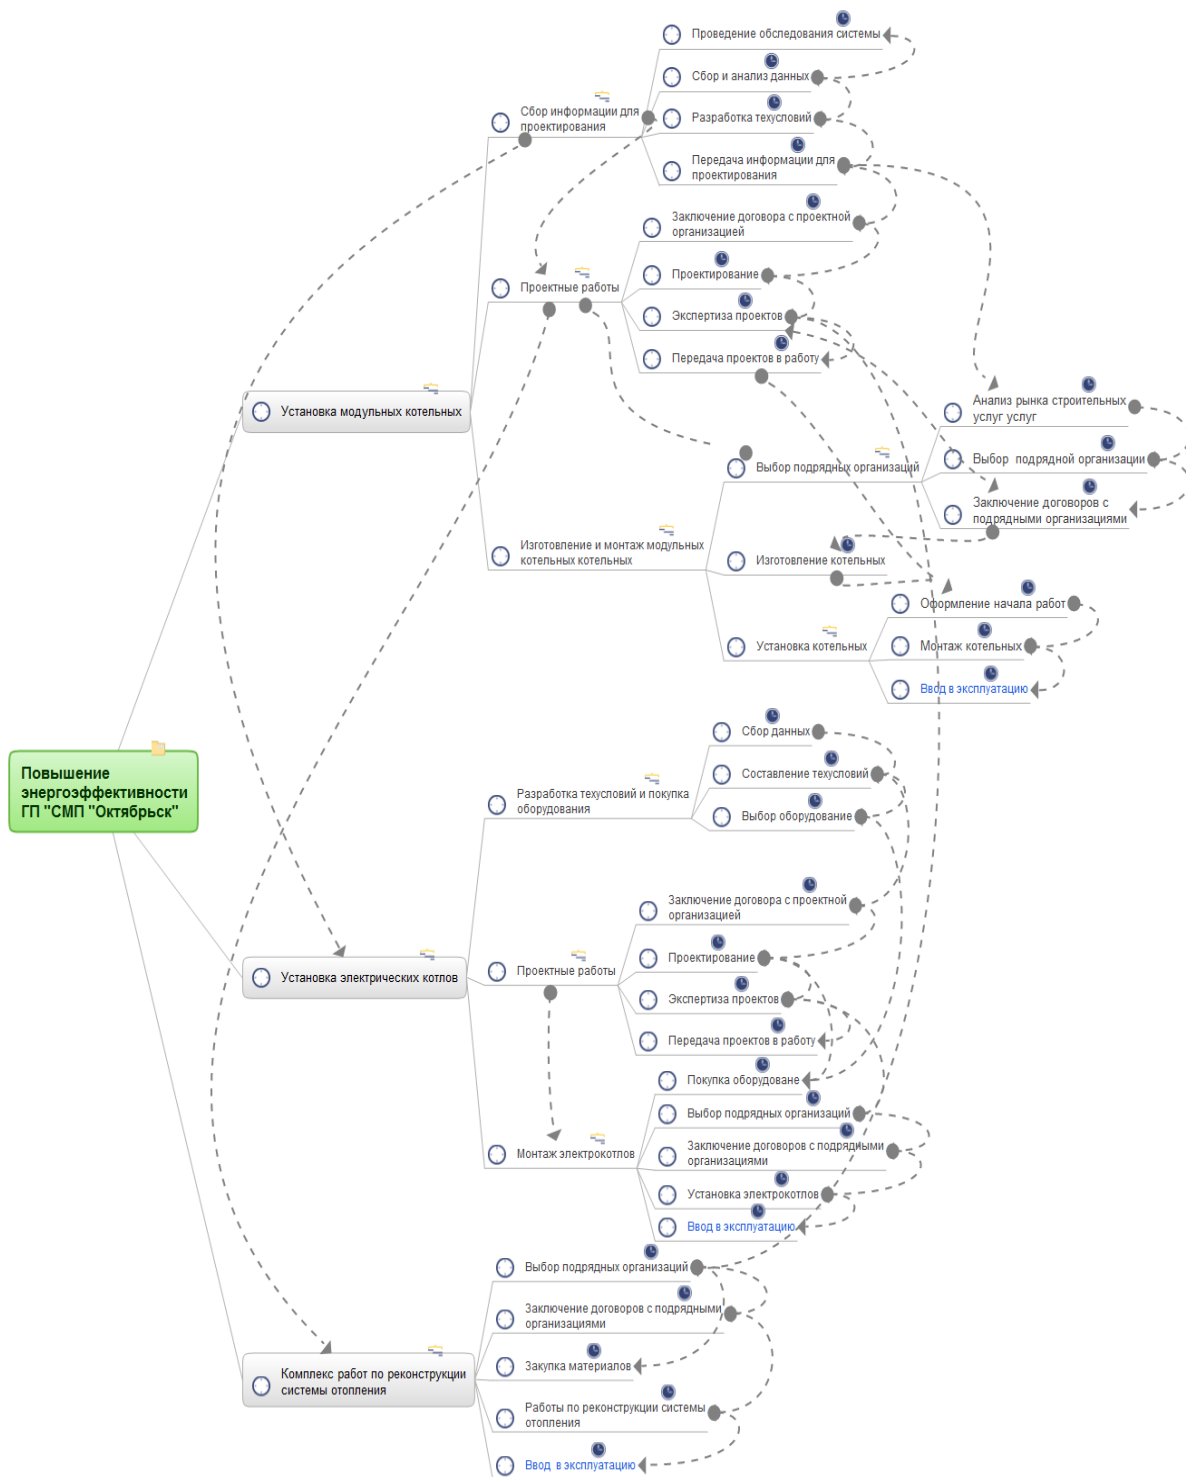 Проведение обследования системы
Сбор и анализ данных
Сбор информации для
проектирования
Разработка техусловий
Передача информации для
проектирования
Заключение договора с проектной
организацией
Проектные работы
Проектирование
Экспертиза проектов
Передача проектов в работу
Установка модульных котельных
Анализ рынка строительных
услуг услуг
Выбор подрядных организаций
Выбор подрядной организации
Заключение договоров с
подрядными организациями
Изготовление и монтаж модульных
котельных котельных
Изготовление котельных
Оформление начала работ
Установка котельных
Монтаж котельных
Ввод в эксплуатацию
Повышение
энергоэффективности
ГП "СМП "Октябрьск"
Сбор данных
Разработка техусловий и покупка
оборудования
Составление техусловий
Выбор оборудование
Заключение договора с проектной
организацией
Установка электрических котлов
Проектные работы
Проектирование
Экспертиза проектов
Передача проектов в работу
Покупка оборудоване
Выбор подрядных организаций
Монтаж электрокотлов
Заключение договоров с подрядными
организациями
Установка электрокотлов
Ввод в эксплуатацию
Выбор подрядных организаций
Заключение договоров с подрядными
организациями
Комплекс работ по реконструкции
системы отопления
Закупка материалов
Работы по реконструкции системы
отопления
Ввод в эксплуатацию